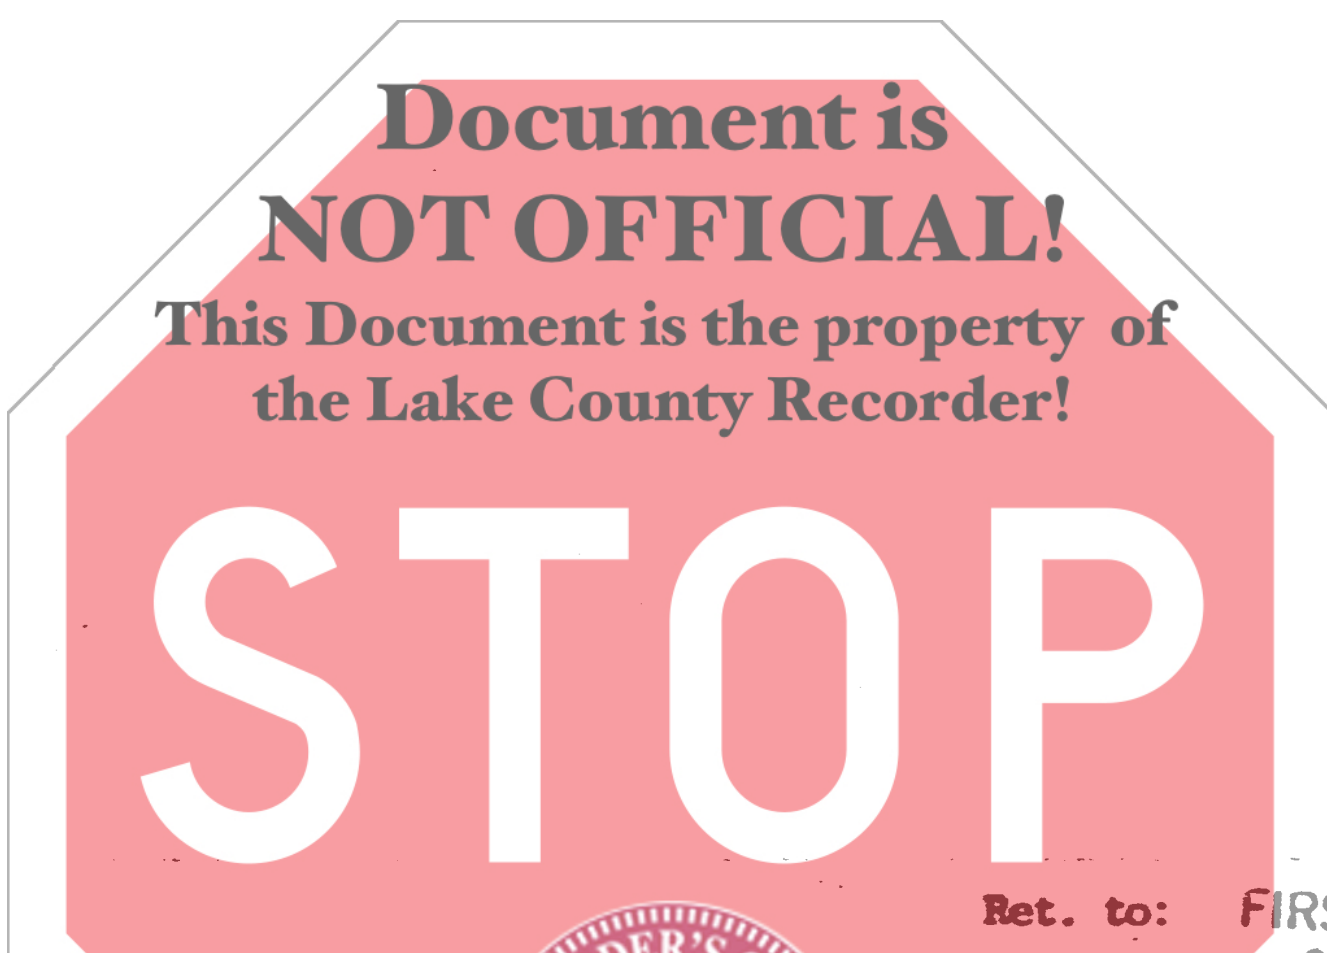 Document is
NOT OFFICIAL!
This Document is the property of
the Lake County Recorder!
STOP
Ret. to: